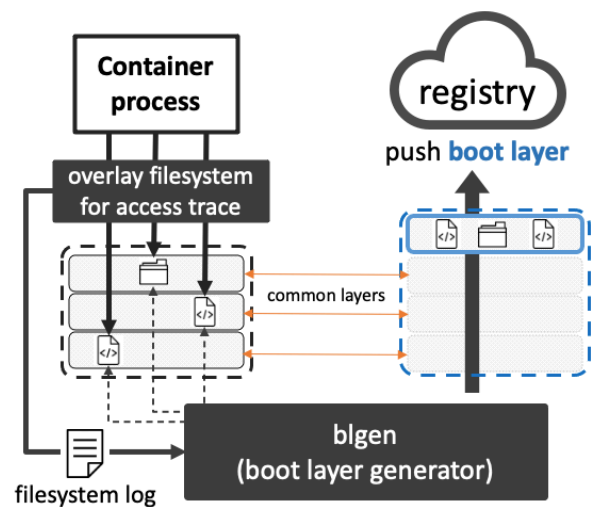 Container
process
registry
push boot layer
overlay filesystem
for access trace
</>
</>
common layers
</>
</>
blgen
(boot layer generator)
filesystem log